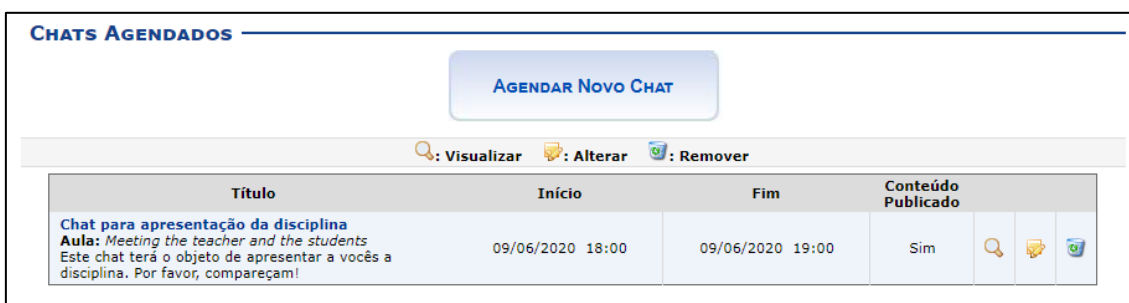 CHATS AGENDADOS
AGENDAR NOVO CHAT
: Visualizar : Alterar : Remover
Título Início Fim Conteúdo Publicado
Chat para apresentação da disciplina
Aula: Meeting the teacher and the students
Este chat terá o objeto de apresentar a vocês a
disciplina. Por favor, compareçam!
09/06/2020 18:00 09/06/2020 19:00 Sim